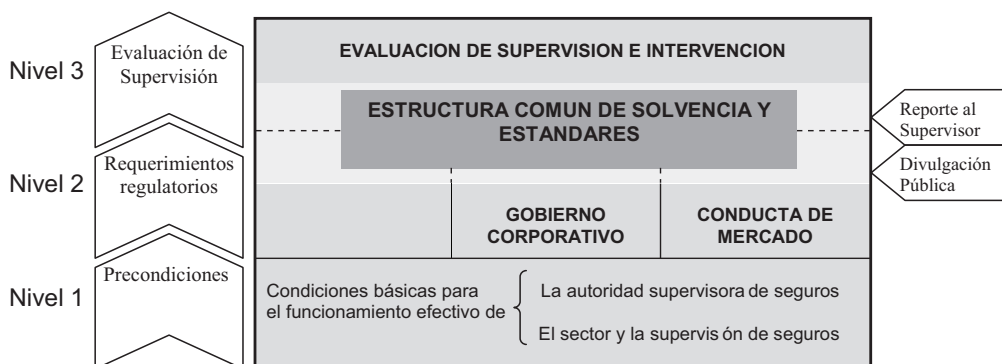 Nivel 3
Evaluación de
Supervisión
EVALUACION DE SUPERVISION E INTERVENCION
ESTRUCTURA COMUN DE SOLVENCIA Y
ESTANDARES
Reporte al
Supervisor
Nivel 2
Requerimientos
regulatorios
Divulgación
Pública
GOBIERNO
CORPORATIVO
CONDUCTA DE
MERCADO
Nivel 1
Precondiciones
Condiciones básicas para
el funcionamiento efectivo de
La autoridad supervisora de seguros
El sector y la supervisión de seguros